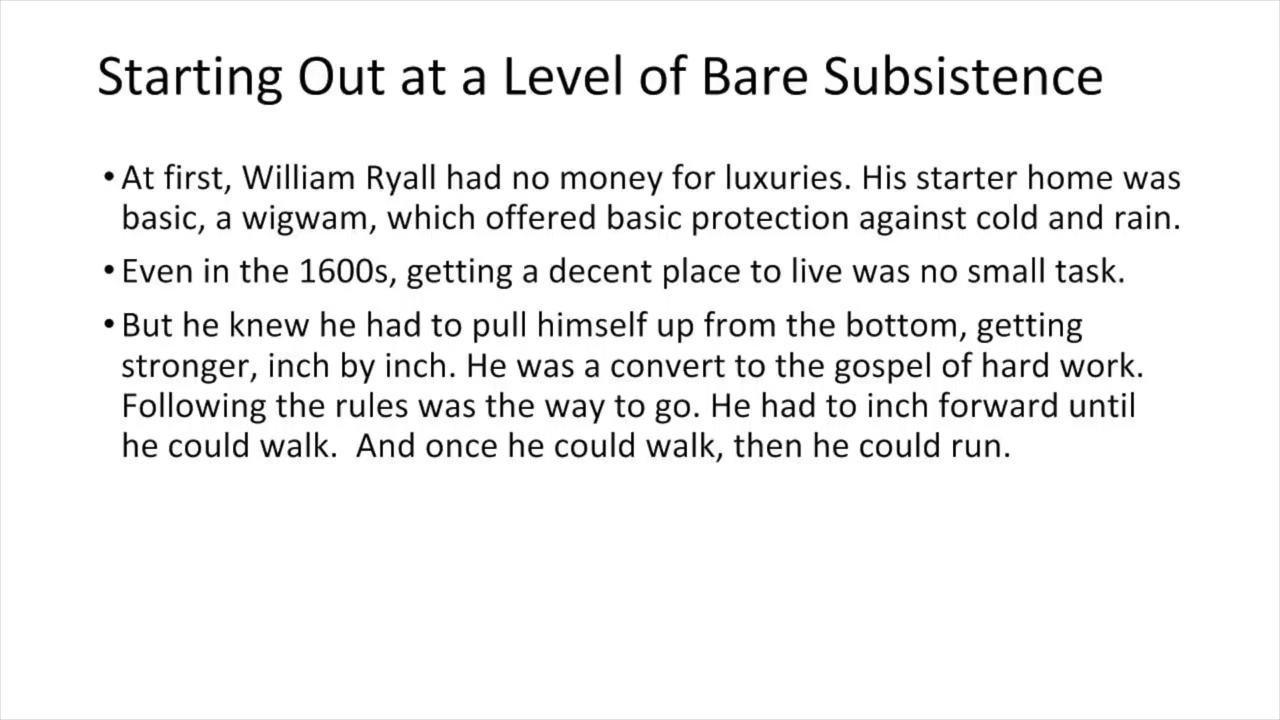 Starting Out at a Level of Bare Subsistence
• At first, William Ryall had no money for luxuries. His starter home was
basic, a wigwam, which offered basic protection against cold and rain.
• Even in the 1600s, getting a decent place to live was no small task.
• But he knew he had to pull himself up from the bottom, getting
stronger, inch by inch. He was a convert to the gospel of hard work.
Following the rules was the way to go. He had to inch forward until
he could walk.  And once he could walk, then he could run.